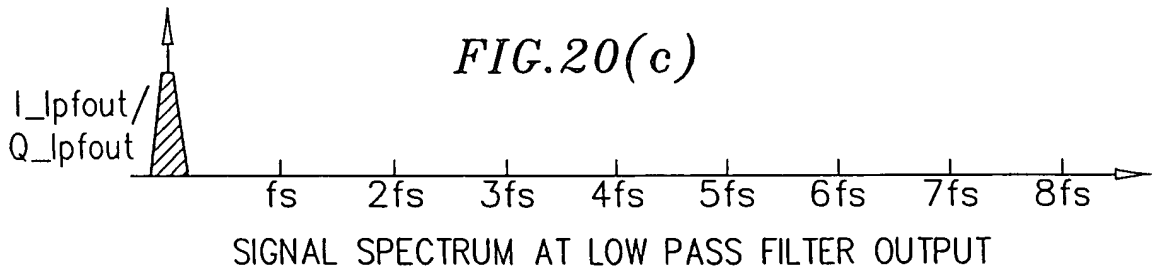 FIG.20(c)
I_lpfout/
Q_lpfout
fs 2fs 3fs 4fs 5fs 6fs 7fs 8fs
SIGNAL SPECTRUM AT LOW PASS FILTER OUTPUT